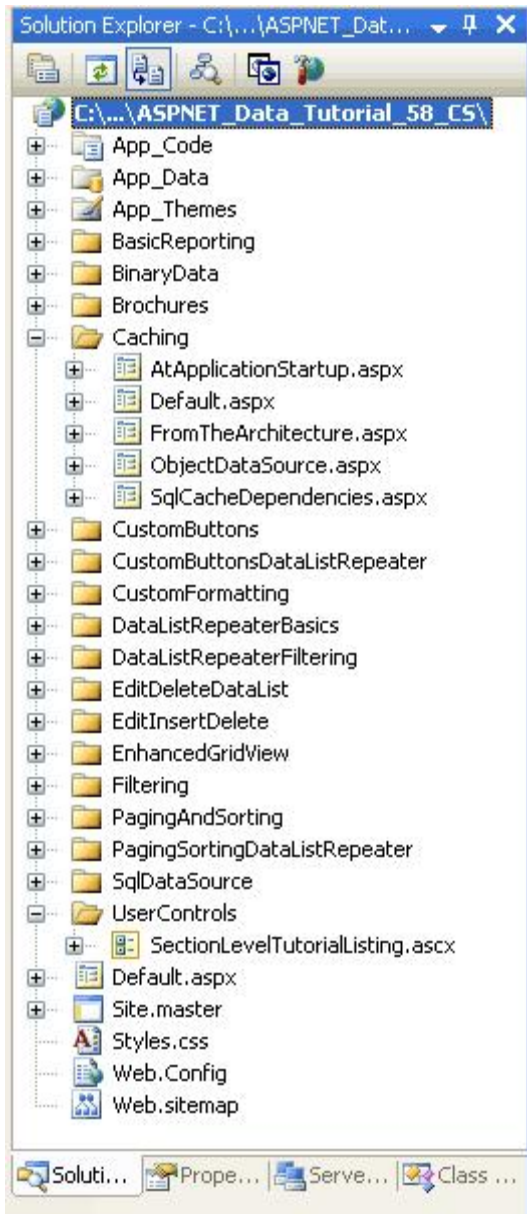 Solution Explorer - C:\...\ASPNET_Dat...
C:\...\ASPNET_Data_Tutorial_58_CS\
App_Code
App_Data
App_Themes
BasicReporting
BinaryData
Brochures
Caching
AtApplicationStartup.aspx
Default.aspx
FromTheArchitecture.aspx
ObjectDataSource.aspx
SqlCacheDependencies.aspx
CustomButtons
CustomButtonsDataListRepeater
CustomFormatting
DataListRepeaterBasics
DataListRepeaterFiltering
EditDeleteDataList
EditInsertDelete
EnhancedGridView
Filtering
PagingAndSorting
PagingSortingDataListRepeater
SqlDataSource
UserControls
SectionLevelTutorialListing.ascx
Default.aspx
Site.master
Styles.css
Web.Config
Web.sitemap
Soluti... Prope... Serve... Class ...